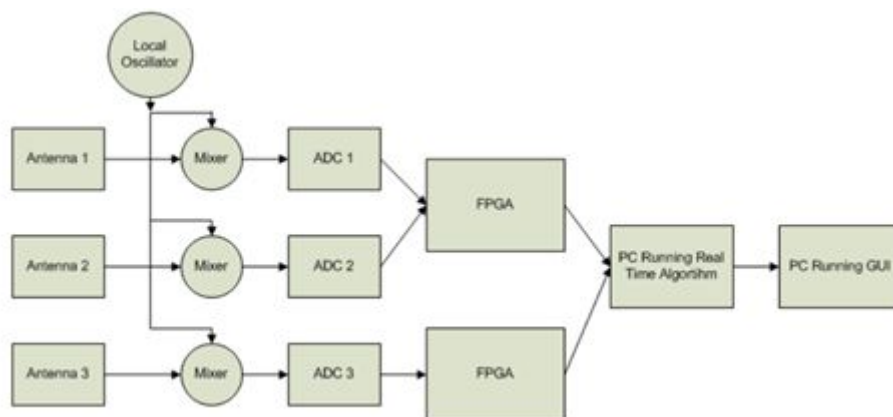 Local
Oscillator
Antenna 1
Mixer
ADC 1
FPGA
Antenna 2
Mixer
ADC 2
PC Running Real
Time Algortihm
PC Running GUI
Antenna 3
Mixer
ADC 3
FPGA